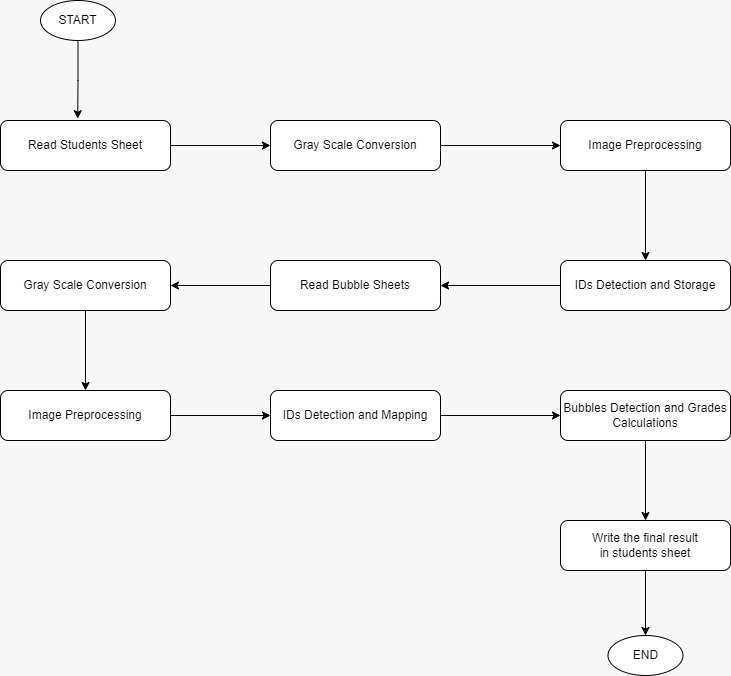 START
Read Students Sheet
Gray Scale Conversion
Image Preprocessing
IDs Detection and Storage
Read Bubble Sheets
Gray Scale Conversion
Image Preprocessing
IDs Detection and Mapping
Bubbles Detection and Grades
Calculations
Write the final result
in students sheet
END